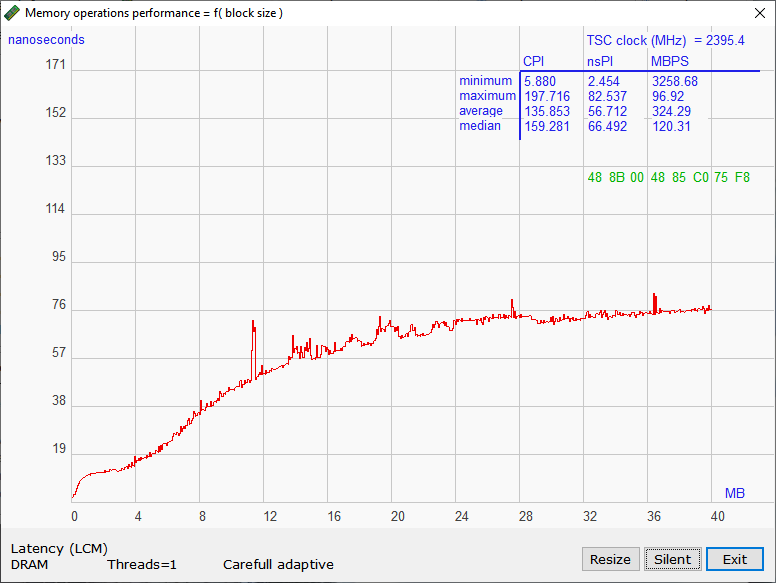 Memory operations performance = f( block size )
nanoseconds
TSC clock (MHz) = 2395.4
CPI nsPI MBPS
minimum 5.880 2.454 3258.68
maximum 197.716 82.537 96.92
average 135.853 56.712 324.29
median 159.281 66.492 120.31
48 8B 00 48 85 C0 75 F8
171
152
133
114
95
76
57
38
19
MB
0 4 8 12 16 20 24 28 32 36 40
Latency (LCM)
DRAM Threads=1 Carefull adaptive
Resize Silent Exit